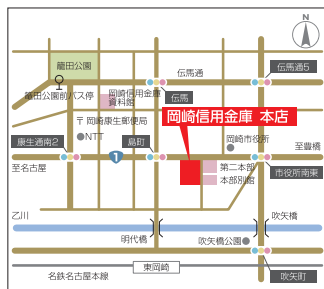 N
籠田公園
籠田公園前バス停
岡崎信用金庫
資料館
伝馬通
伝馬通5
伝馬
〒岡崎康生郵便局
NTT
岡崎信用金庫 本店
康生通南2
島町
岡崎市役所
至豊橋
1
至名古屋
第二本部
本部別館
市役所南東
乙川
吹矢橋
明代橋
吹矢橋公園
東岡崎
名鉄名古屋本線
吹矢町